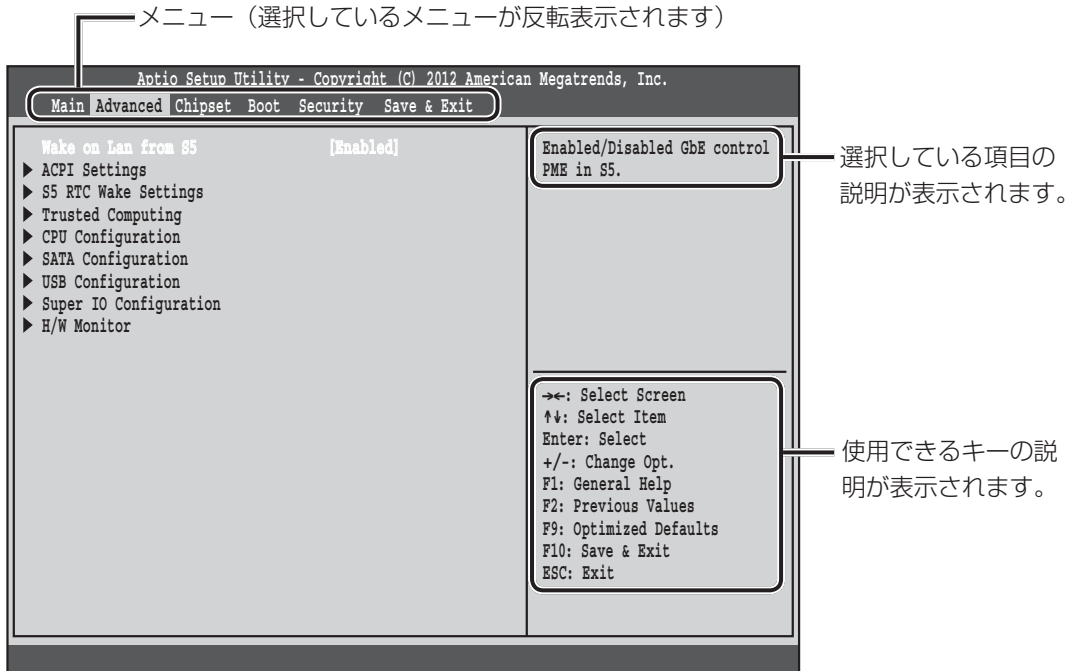 メニュー（選択しているメニューが反転表示されます）
Aptio Setup Utility - Copyright (C) 2012 American Megatrends, Inc.
Main Advanced Chipset Boot Security Save & Exit
Wake on Lan from S5 [Enabled]
▶ ACPI Settings
▶ S5 RTC Wake Settings
▶ Trusted Computing
▶ CPU Configuration
▶ SATA Configuration
▶ USB Configuration
▶ Super IO Configuration
▶ H/W Monitor
Enabled/Disabled GbE control
PME in S5.
選択している項目の
説明が表示されます。
→←: Select Screen
↑↓: Select Item
Enter: Select
+/-: Change Opt.
F1: General Help
F2: Previous Values
F9: Optimized Defaults
F10: Save & Exit
ESC: Exit
使用できるキーの説
明が表示されます。